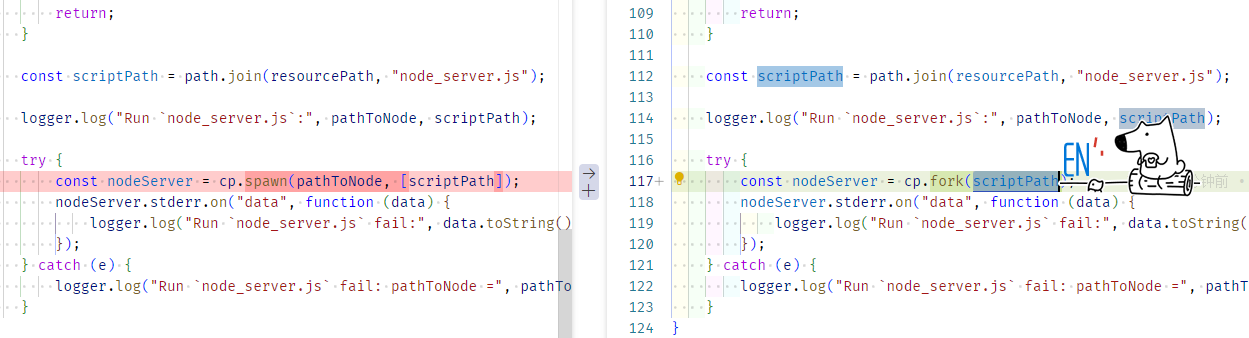 return;
}
const scriptPath = path.join(resourcePath, "node_server.js");
logger.log("Run `node_server.js`:", pathToNode, scriptPath);
try {
const nodeServer = cp.spawn(pathToNode, [scriptPath]);
nodeServer.stderr.on("data", function (data) {
logger.log("Run `node_server.js` fail:", data.toString()
});
} catch (e) {
logger.log("Run `node_server.js` fail: pathToNode =", pathTo
}
109 return;
110 }
111
112 const scriptPath = path.join(resourcePath, "node_server.js");
113
114 logger.log("Run `node_server.js`:", pathToNode, scriptPath);
115
116 try {
117+ const nodeServer = cp.fork(scriptPath
118 nodeServer.stderr.on("data", function (data) {
119 logger.log("Run `node_server.js` fail:", data.toString(
120 });
121 } catch (e) {
122 logger.log("Run `node_server.js` fail: pathToNode =", pathT
123 }
124 }
EN
钟前